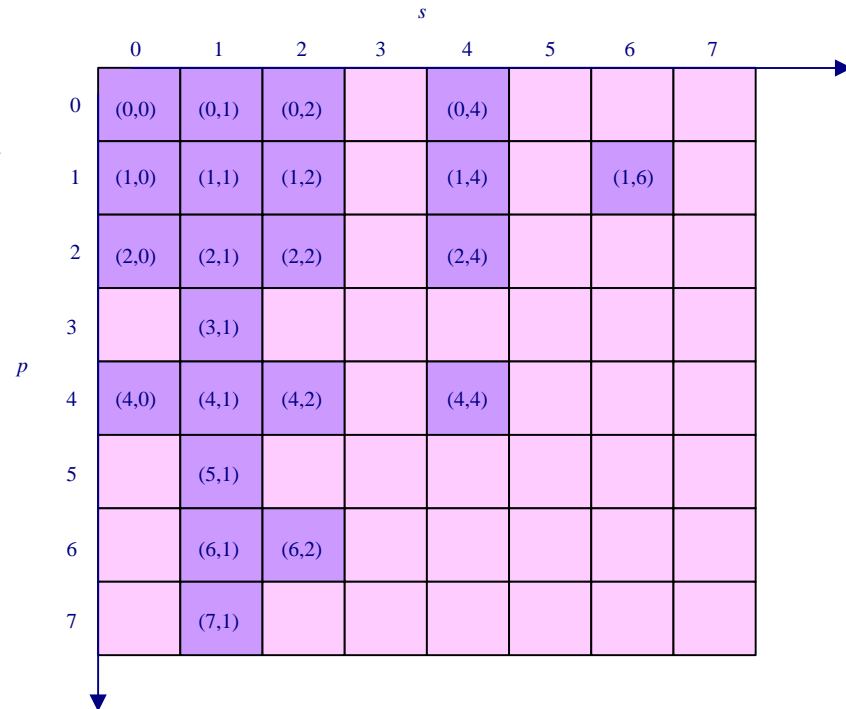 s
0 1 2 3 4 5 6 7
0 (0,0) (0,1) (0,2) (0,4)
1 (1,0) (1,1) (1,2) (1,4) (1,6)
2 (2,0) (2,1) (2,2) (2,4)
3 (3,1)
p
4 (4,0) (4,1) (4,2) (4,4)
5 (5,1)
6 (6,1) (6,2)
7 (7,1)